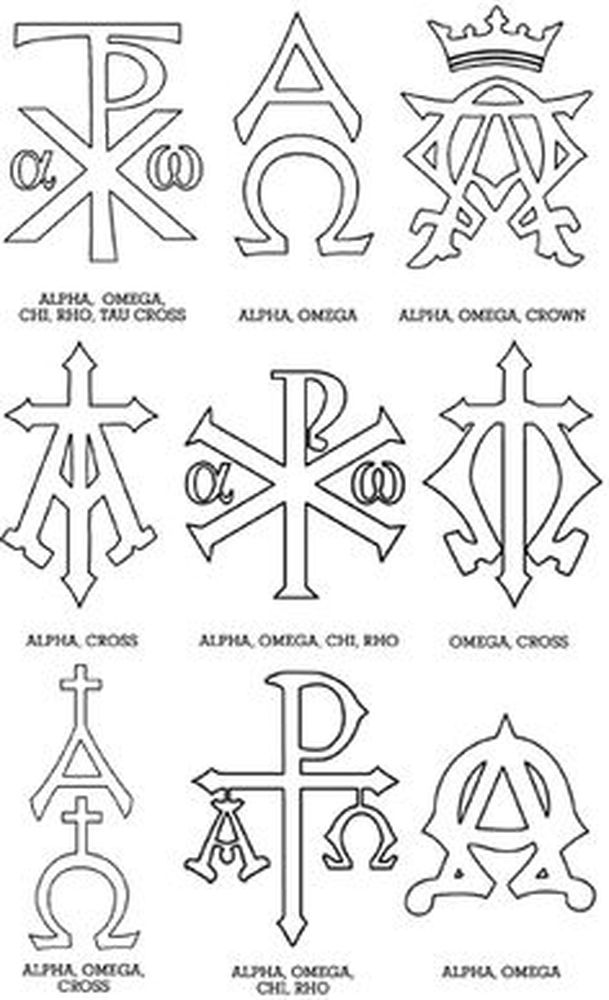 α ω
Α
Ω
ALPHA, OMEGA,
CHI, RHO, TAU CROSS
ALPHA, OMEGA
ALPHA, OMEGA, CROWN
α ω
ALPHA, CROSS
ALPHA, OMEGA, CHI, RHO
OMEGA, CROSS
Α
Ω
Α Ω
ALPHA, OMEGA,
CROSS
ALPHA, OMEGA,
CHI, RHO
ALPHA, OMEGA